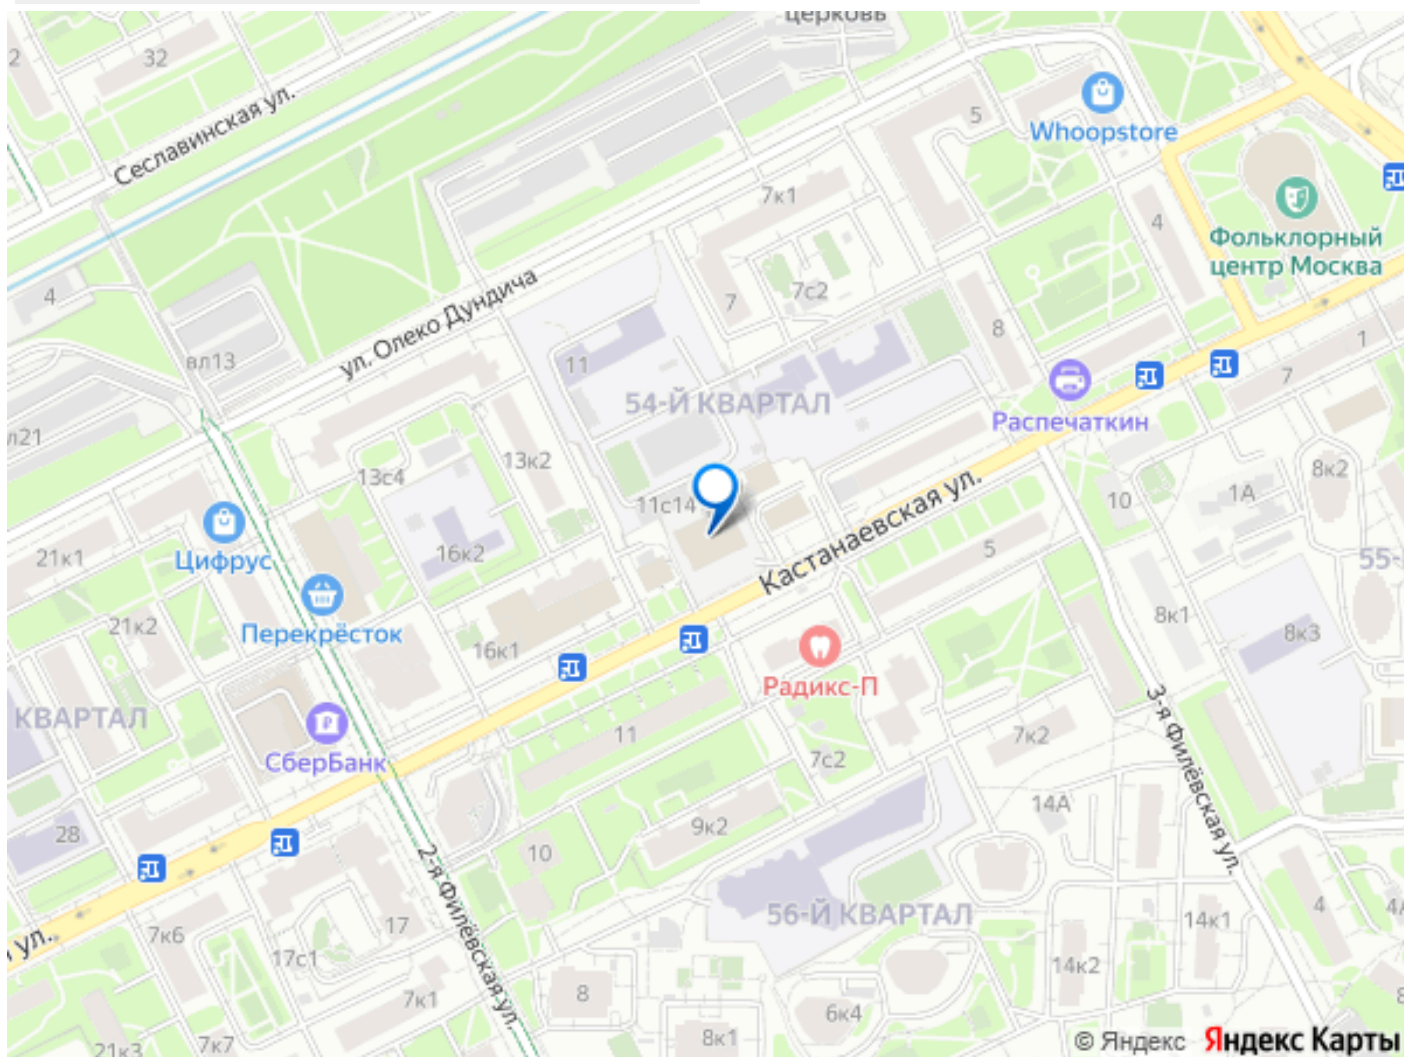 церковь
2
32
Сеславинская ул.
5
Whoopstore
7к1
4
Фольклорный
центр Москва
4
7
7с2
ул. Олеко Дундича
8
1
вл13
11
7
54-Й КВАРТАЛ
Распечаткин
л21
13с4
13к2
8к2
1А
10
11с14
Кастанаевская ул.
21к1
Цифрус
16к2
5
55-
Перекрёсток
21к2
8к1
8к3
16к1
Радикс-П
КВАРТАЛ
СберБанк
11
7с2
7к2
3-я Филёвская ул.
14А
28
9к2
10
2-я Филёвская ул.
56-Й КВАРТАЛ
4
4А
14к1
17
7к6
ул.
17с1
14к2
7к1
8
6к4
8
21к3
7к7
8к1
© Яндекс Яндекс Карты